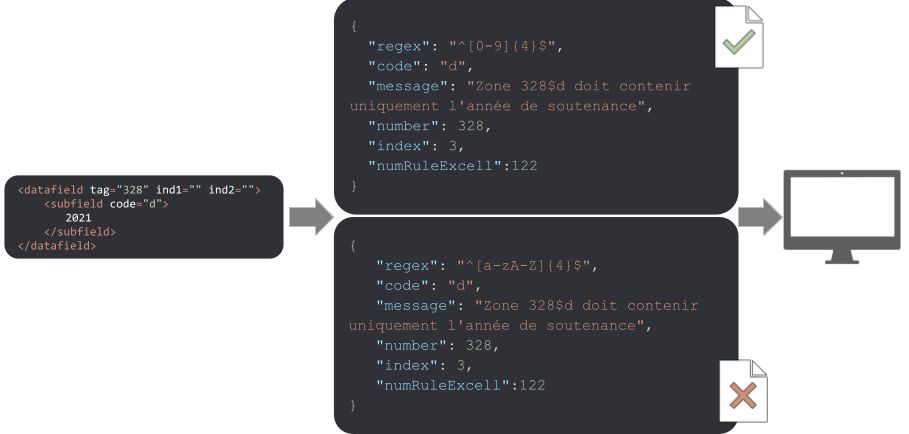 <datafield tag="328" ind1="" ind2="">
<subfield code="d">
2021
</subfield>
</datafield>
{
"regex": "^[0-9]{4}$",
"code": "d",
"message": "Zone 328$d doit contenir
uniquement l'année de soutenance",
"number": 328,
"index": 3,
"numRuleExcell":122
}
{
"regex": "^[a-zA-Z]{4}$",
"code": "d",
"message": "Zone 328$d doit contenir
uniquement l'année de soutenance",
"number": 328,
"index": 3,
"numRuleExcell":122
}